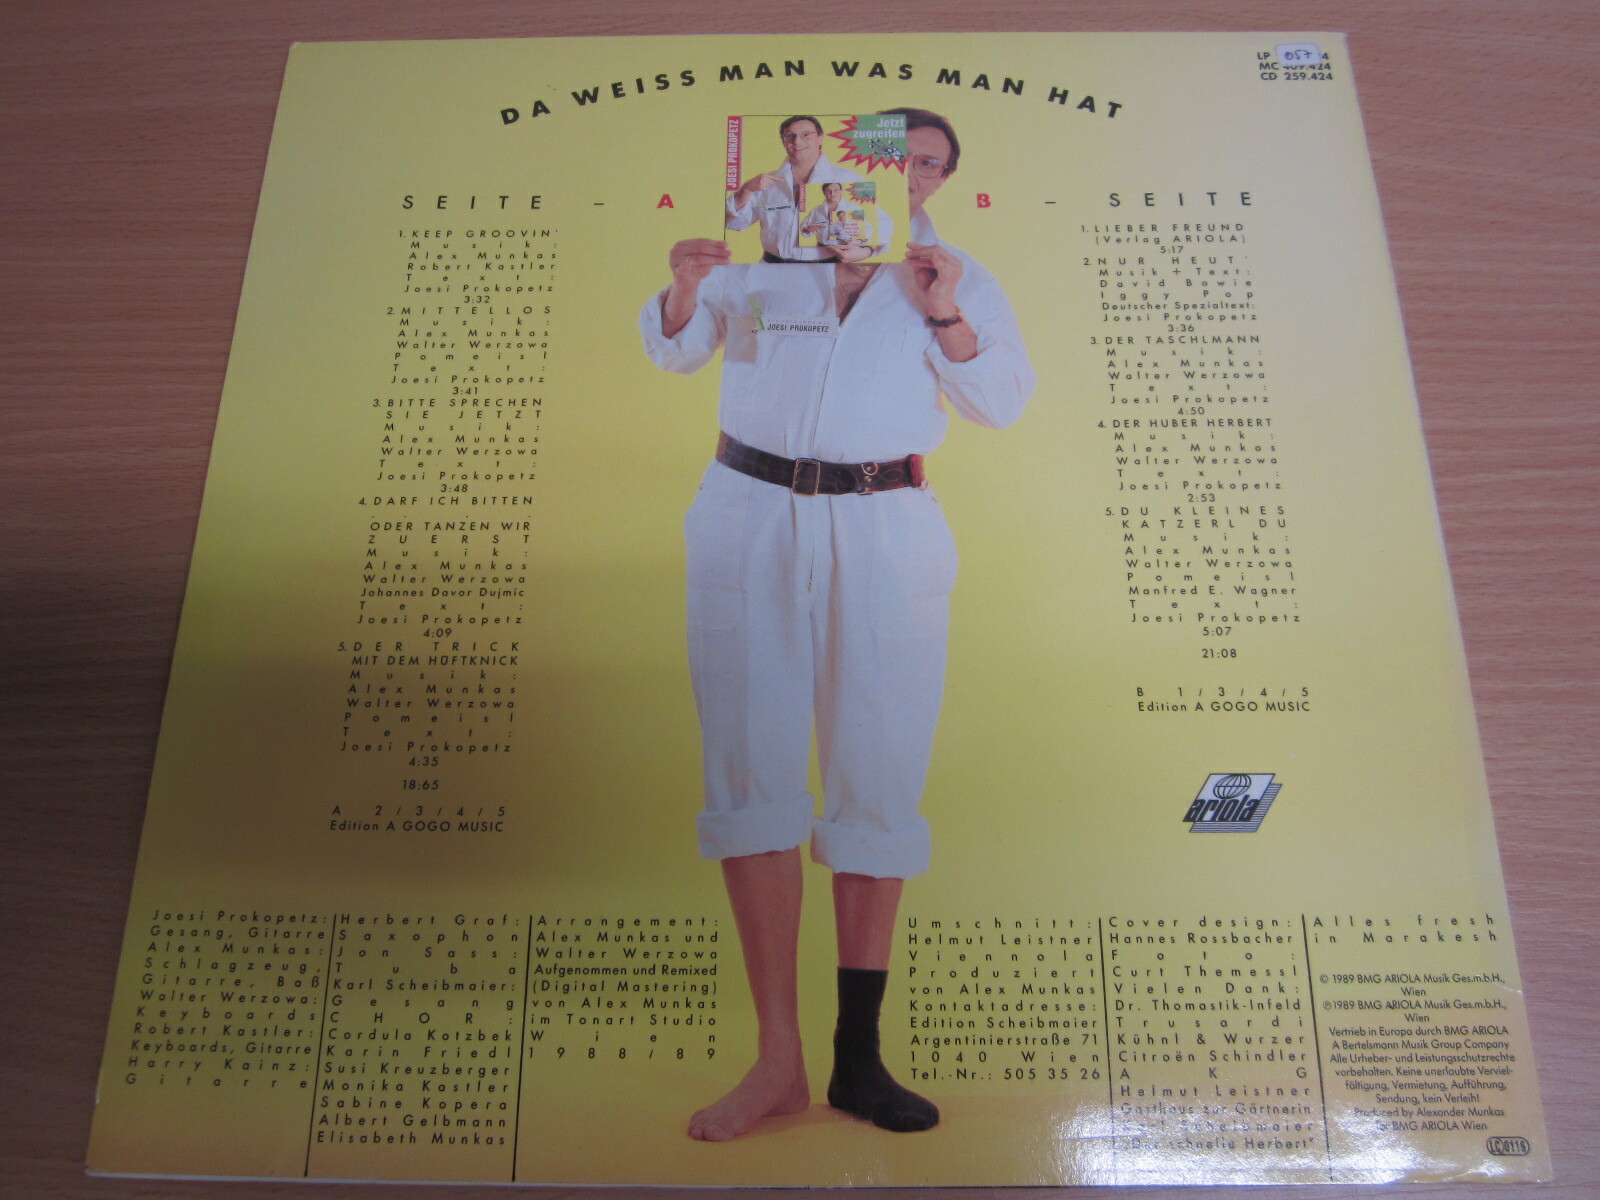 DA WEISS MAN WAS MAN HAT
LP 4
057
MC 409.424
CD 259.424
JOESI PROKOPETZ
Jetzt
zugreifen
JOESI PROKOPETZ
SEITE - A
1. KEEP GROOVIN'
Musik:
Alex Munkas
Robert Kastler
Text:
Joesi Prokopetz
3:32
2. MITTELLOS
Musik:
Alex Munkas
Walter Werzowa
Pomeisl
Text:
Joesi Prokopetz
3:41
3. BITTE SPRECHEN
SIE JETZT
Musik:
Alex Munkas
Walter Werzowa
Text:
Joesi Prokopetz
3:48
4. DARF ICH BITTEN
ODER TANZEN WIR
ZUERST
Musik:
Alex Munkas
Walter Werzowa
Johannes Davor Dujmic
Text:
Joesi Prokopetz
4:09
5. DER TRICK
MIT DEM HÜFTKNICK
Musik:
Alex Munkas
Walter Werzowa
Pomeisl
Text:
Joesi Prokopetz
4:35
18:65
A 2/3/4/5
Edition A GOGO MUSIC
B - SEITE
1. LIEBER FREUND
(Verlag ARIOLA)
5:17
2. NUR HEUT'
Musik + Text:
David Bowie
Iggy Pop
Deutscher Spezialtext:
Joesi Prokopetz
3:36
3. DER TASCHLMANN
Musik:
Alex Munkas
Walter Werzowa
Text:
Joesi Prokopetz
4:50
4. DER HUBER HERBERT
Musik:
Alex Munkas
Walter Werzowa
Text:
Joesi Prokopetz
2:53
5. DU KLEINES
KATZERL DU
Musik:
Alex Munkas
Walter Werzowa
Pomeisl
Manfred E. Wagner
Text:
Joesi Prokopetz
5:07
21:08
B 1/3/4/5
Edition A GOGO MUSIC
ariola
Joesi Prokopetz:
Gesang, Gitarre
Alex Munkas:
Schlagzeug,
Gitarre, Baß
Walter Werzowa:
Keyboards
Robert Kastler:
Keyboards, Gitarre
Harry Kainz:
Gitarre
Herbert Graf:
Saxophon
Jon Sass:
Tuba
Karl Scheibmaier:
Gesang
CHOR:
Cordula Kotzbek
Karin Friedl
Susi Kreuzberger
Monika Kastler
Sabine Kopera
Albert Gelbmann
Elisabeth Munkas
Arrangement:
Alex Munkas und
Walter Werzowa
Aufgenommen und Remixed
(Digital Mastering)
von Alex Munkas
im Tonart Studio
Wien
1988/89
Umschnitt:
Helmut Leistner
Viennola
Produziert
von Alex Munkas
Kontaktadresse:
Edition Scheibmaier
Argentinierstraße 71
1040 Wien
Tel.-Nr.: 505 35 26
Cover design:
Hannes Rossbacher
Foto:
Curt Themessl
Vielen Dank:
Dr. Thomastik-Infeld
Trusardi
Kühnl & Wurzer
Citroën Schindler
AKG
Helmut Leistner
Gasthaus zur Gärtnerin
Karl Scheibmaier
„Der schnelle Herbert"
Alles fresh
in Marakesh
© 1989 BMG ARIOLA Musik Ges.m.b.H.,
Wien
℗ 1989 BMG ARIOLA Musik Ges.m.b.H.,
Wien
Vertrieb in Europa durch BMG ARIOLA
A Bertelsmann Musik Group Company
Alle Urheber- und Leistungsschutzrechte
vorbehalten. Keine unerlaubte Verviel-
fältigung, Vermietung, Aufführung,
Sendung, kein Verleih!
Produced by Alexander Munkas
for BMG ARIOLA Wien
LC 0116